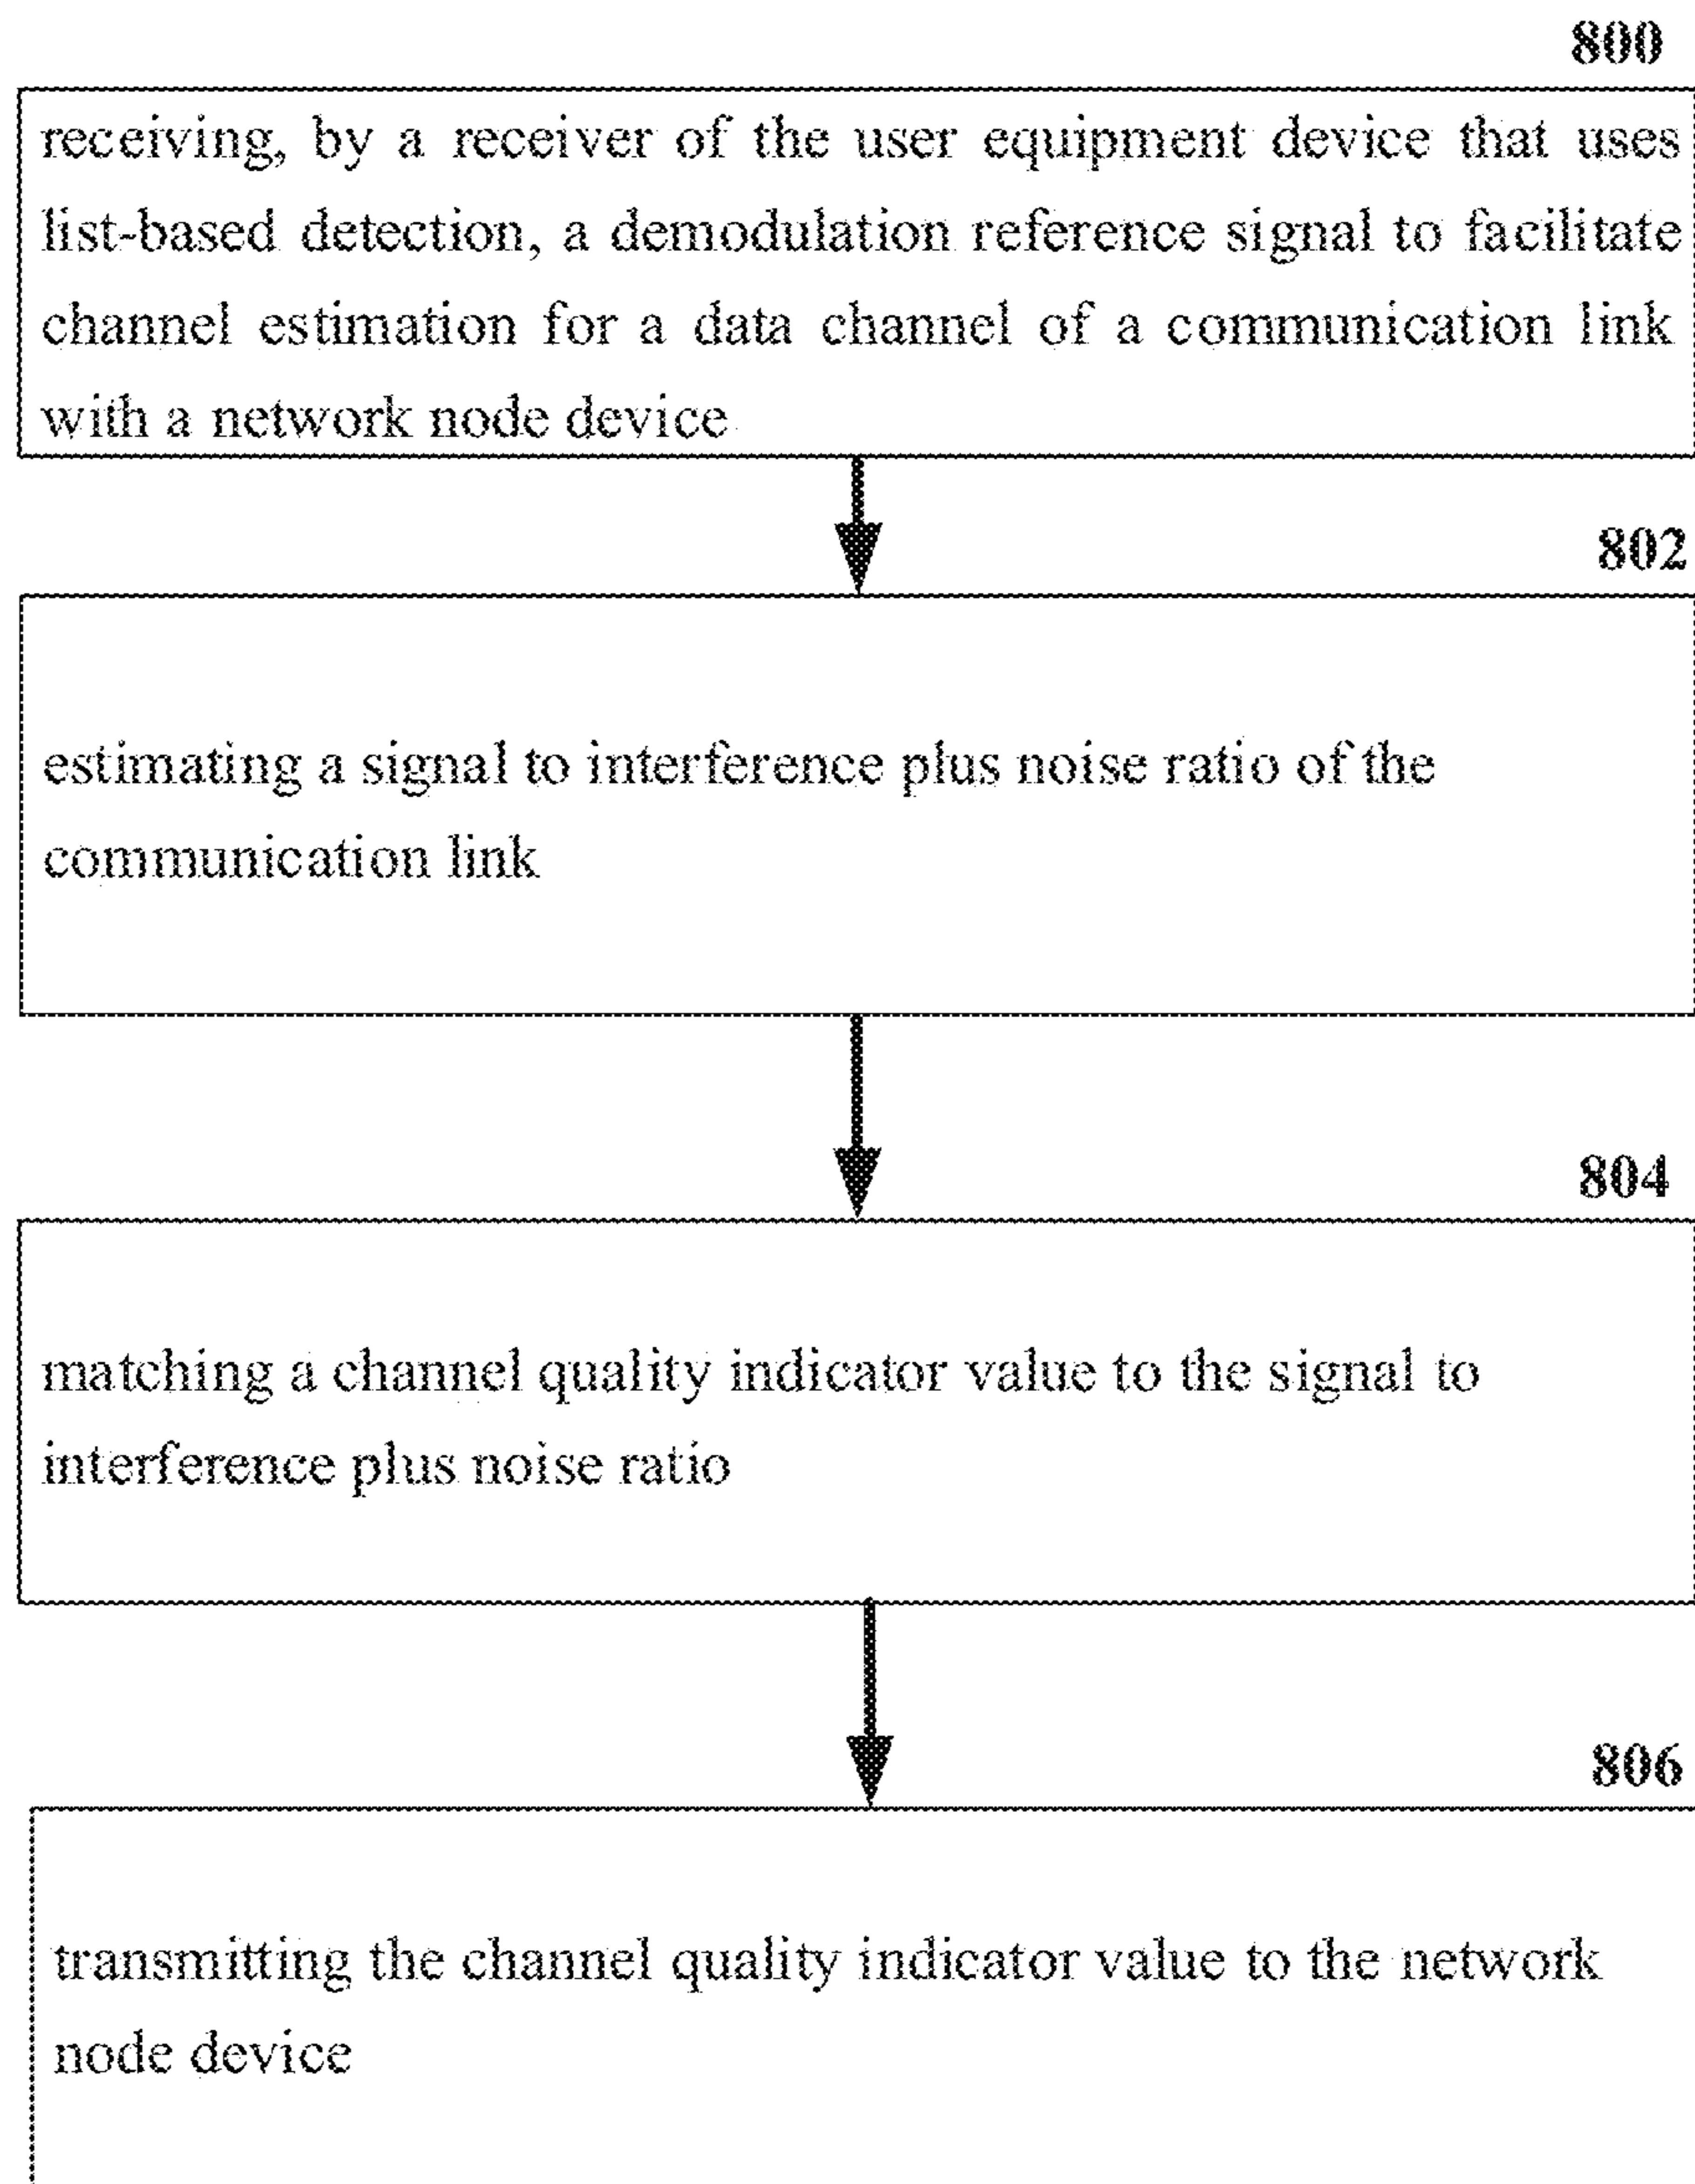 800
receiving, by a receiver of the user equipment device that uses
list-based detection, a demodulation reference signal to facilitate
channel estimation for a data channel of a communication link
with a network node device
802
estimating a signal to interference plus noise ratio of the
communication link
804
matching a channel quality indicator value to the signal to
interference plus noise ratio
806
transmitting the channel quality indicator value to the network
node device